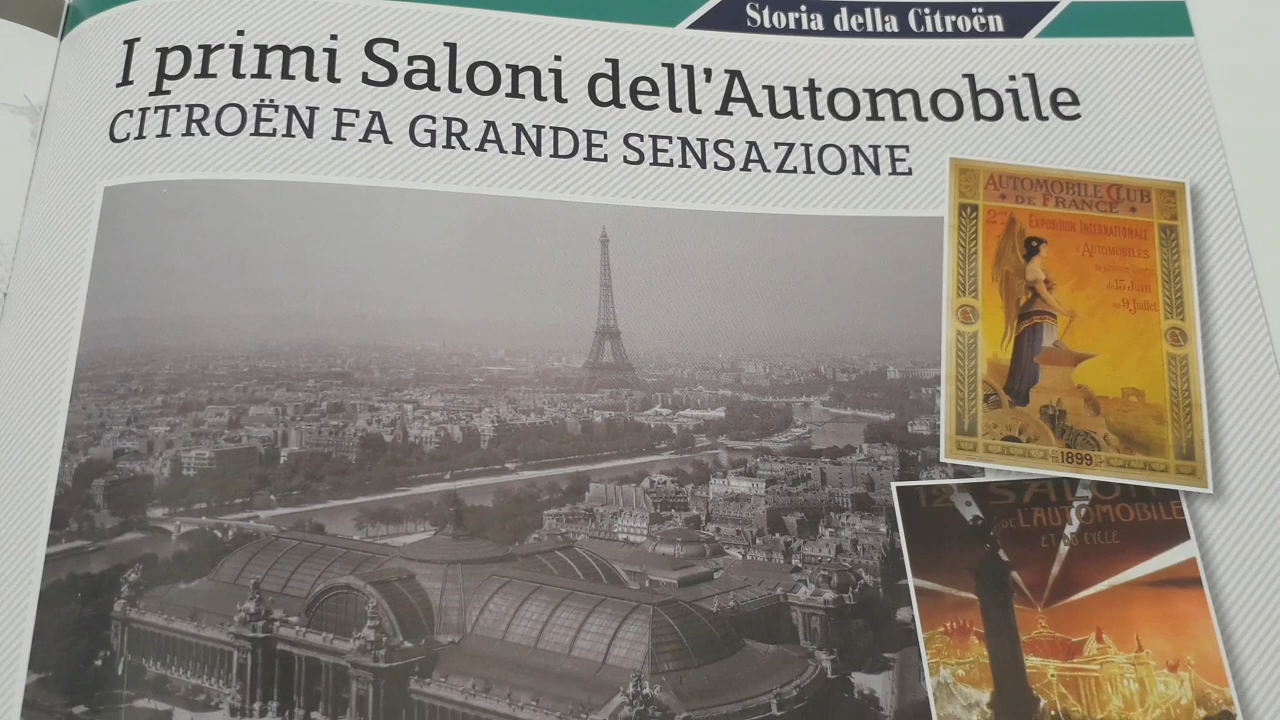 Storia della Citroën
I primi Saloni dell'Automobile
CITROËN FA GRANDE SENSAZIONE
AUTOMOBILE CLUB
DE FRANCE
2me EXPOSITION INTERNATIONALE
d'AUTOMOBILES
du 15 Juin
au 9 Juillet
1899
SALON
DE L'AUTOMOBILE
ET DU CYCLE